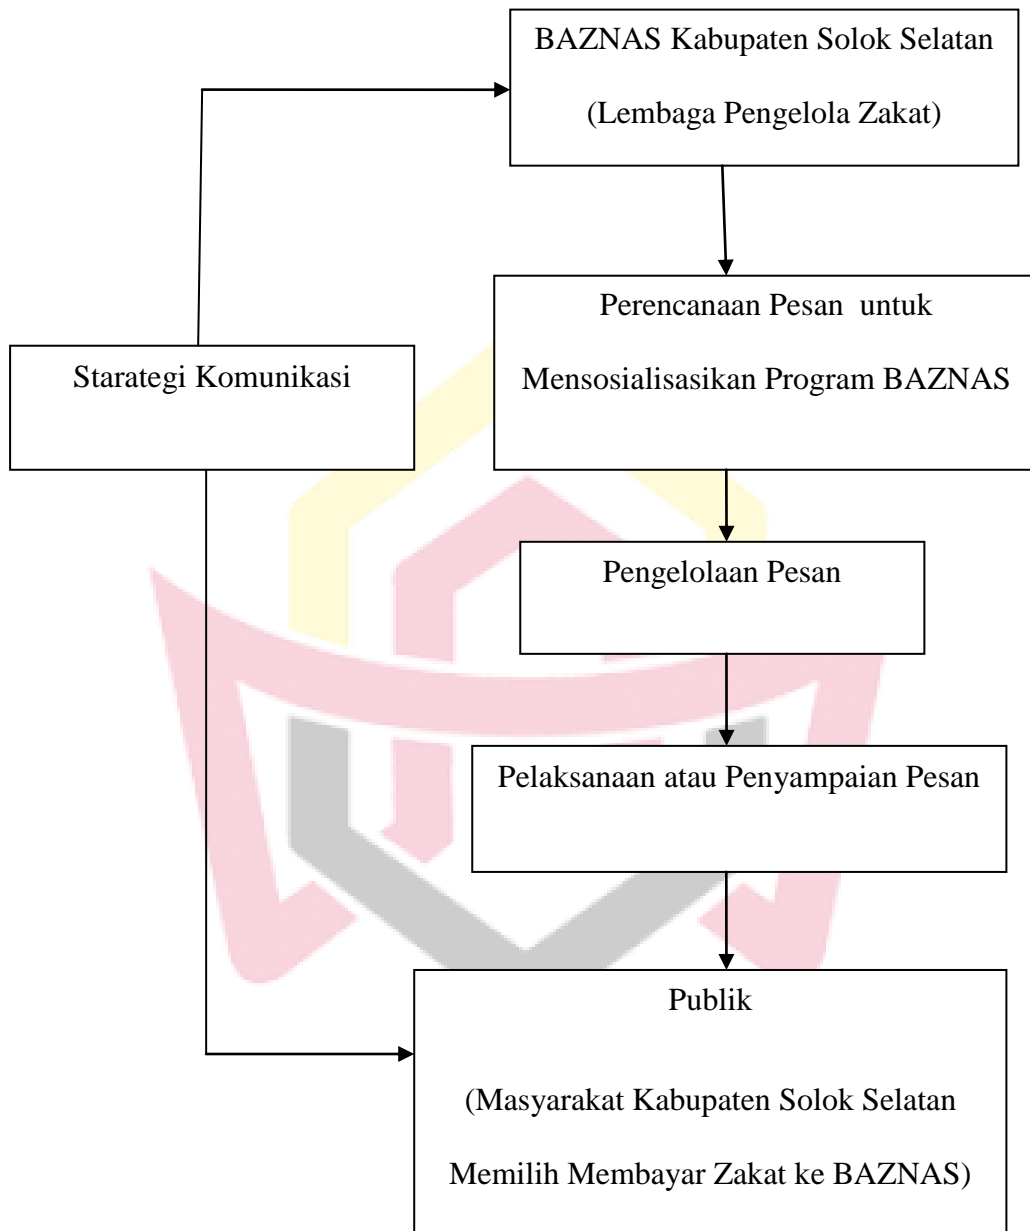 BAZNAS Kabupaten Solok Selatan
(Lembaga Pengelola Zakat)
Perencanaan Pesan untuk
Mensosialisasikan Program BAZNAS
Starategi Komunikasi
Pengelolaan Pesan
Pelaksanaan atau Penyampaian Pesan
Publik
(Masyarakat Kabupaten Solok Selatan
Memilih Membayar Zakat ke BAZNAS)